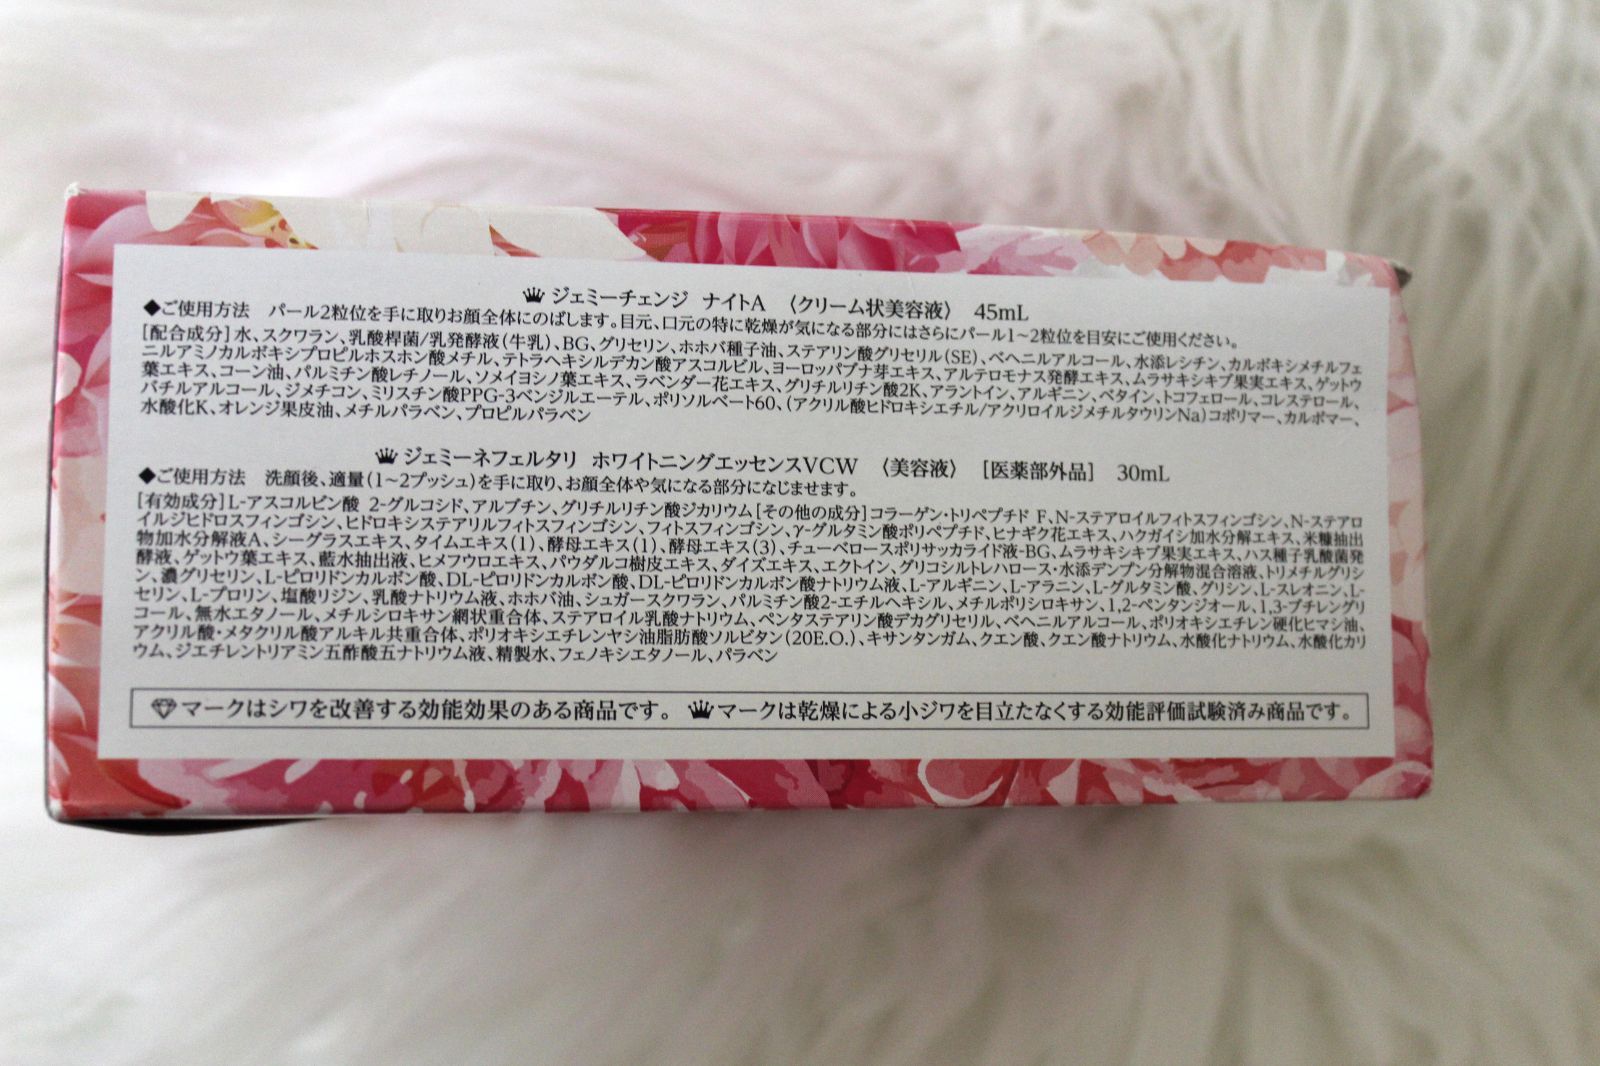 ジェミーチェンジ ナイトA 〈クリーム状美容液〉 45mL
◆ご使用方法 パール2粒位を手に取りお顔全体にのばします。目元、口元の特に乾燥が気になる部分にはさらにパール1～2粒位を目安にご使用ください。
[配合成分]水、スクワラン、乳酸桿菌/乳発酵液(牛乳)、BG、グリセリン、ホホバ種子油、ステアリン酸グリセリル(SE)、ベヘニルアルコール、水添レシチン、カルボキシメチルフェ
ニルアミノカルボキシプロピルホスホン酸メチル、テトラヘキシルデカン酸アスコルビル、ヨーロッパブナ芽エキス、アルテロモナス発酵エキス、ムラサキシキブ果実エキス、ゲットウ
葉エキス、コーン油、パルミチン酸レチノール、ソメイヨシノ葉エキス、ラベンダー花エキス、グリチルリチン酸2K、アラントイン、アルギニン、ベタイン、トコフェロール、コレステロール、
バチルアルコール、ジメチコン、ミリスチン酸PPG-3ベンジルエーテル、ポリソルベート60、(アクリル酸ヒドロキシエチル/アクリロイルジメチルタウリンNa)コポリマー、カルボマー、
水酸化K、オレンジ果皮油、メチルパラベン、プロピルパラベン
ジェミーネフェルタリ ホワイトニングエッセンスVCW 〈美容液〉 [医薬部外品] 30mL
◆ご使用方法 洗顔後、適量(1～2プッシュ)を手に取り、お顔全体や気になる部分になじませます。
[有効成分]L-アスコルビン酸 2-グルコシド、アルブチン、グリチルリチン酸ジカリウム[その他の成分]コラーゲン・トリペプチド F、N-ステアロイルフィトスフィンゴシン、N-ステアロ
イルジヒドロスフィンゴシン、ヒドロキシステアリルフィトスフィンゴシン、フィトスフィンゴシン、γ-グルタミン酸ポリペプチド、ヒナギク花エキス、ハクガイシ加水分解エキス、米糠抽出
物加水分解液A、シーグラスエキス、タイムエキス(1)、酵母エキス(1)、酵母エキス(3)、チューベロースポリサッカライド液-BG、ムラサキシキブ果実エキス、ハス種子乳酸菌発
酵液、ゲットウ葉エキス、藍水抽出液、ヒメフウロエキス、パウダルコ樹皮エキス、ダイズエキス、エクトイン、グリコシルトレハロース・水添デンプン分解物混合溶液、トリメチルグリシ
ン、濃グリセリン、L-ピロリドンカルボン酸、DL-ピロリドンカルボン酸、DL-ピロリドンカルボン酸ナトリウム液、L-アルギニン、L-アラニン、L-グルタミン酸、グリシン、L-スレオニン、L-
セリン、L-プロリン、塩酸リジン、乳酸ナトリウム液、ホホバ油、シュガースクワラン、パルミチン酸2-エチルヘキシル、メチルポリシロキサン、1,2-ペンタンジオール、1,3-ブチレングリ
コール、無水エタノール、メチルシロキサン網状重合体、ステアロイル乳酸ナトリウム、ペンタステアリン酸デカグリセリル、ベヘニルアルコール、ポリオキシエチレン硬化ヒマシ油、
アクリル酸・メタクリル酸アルキル共重合体、ポリオキシエチレンヤシ油脂肪酸ソルビタン(20E.O.)、キサンタンガム、クエン酸、クエン酸ナトリウム、水酸化ナトリウム、水酸化カリ
ウム、ジエチレントリアミン五酢酸五ナトリウム液、精製水、フェノキシエタノール、パラベン
マークはシワを改善する効能効果のある商品です。 マークは乾燥による小ジワを目立たなくする効能評価試験済み商品です。